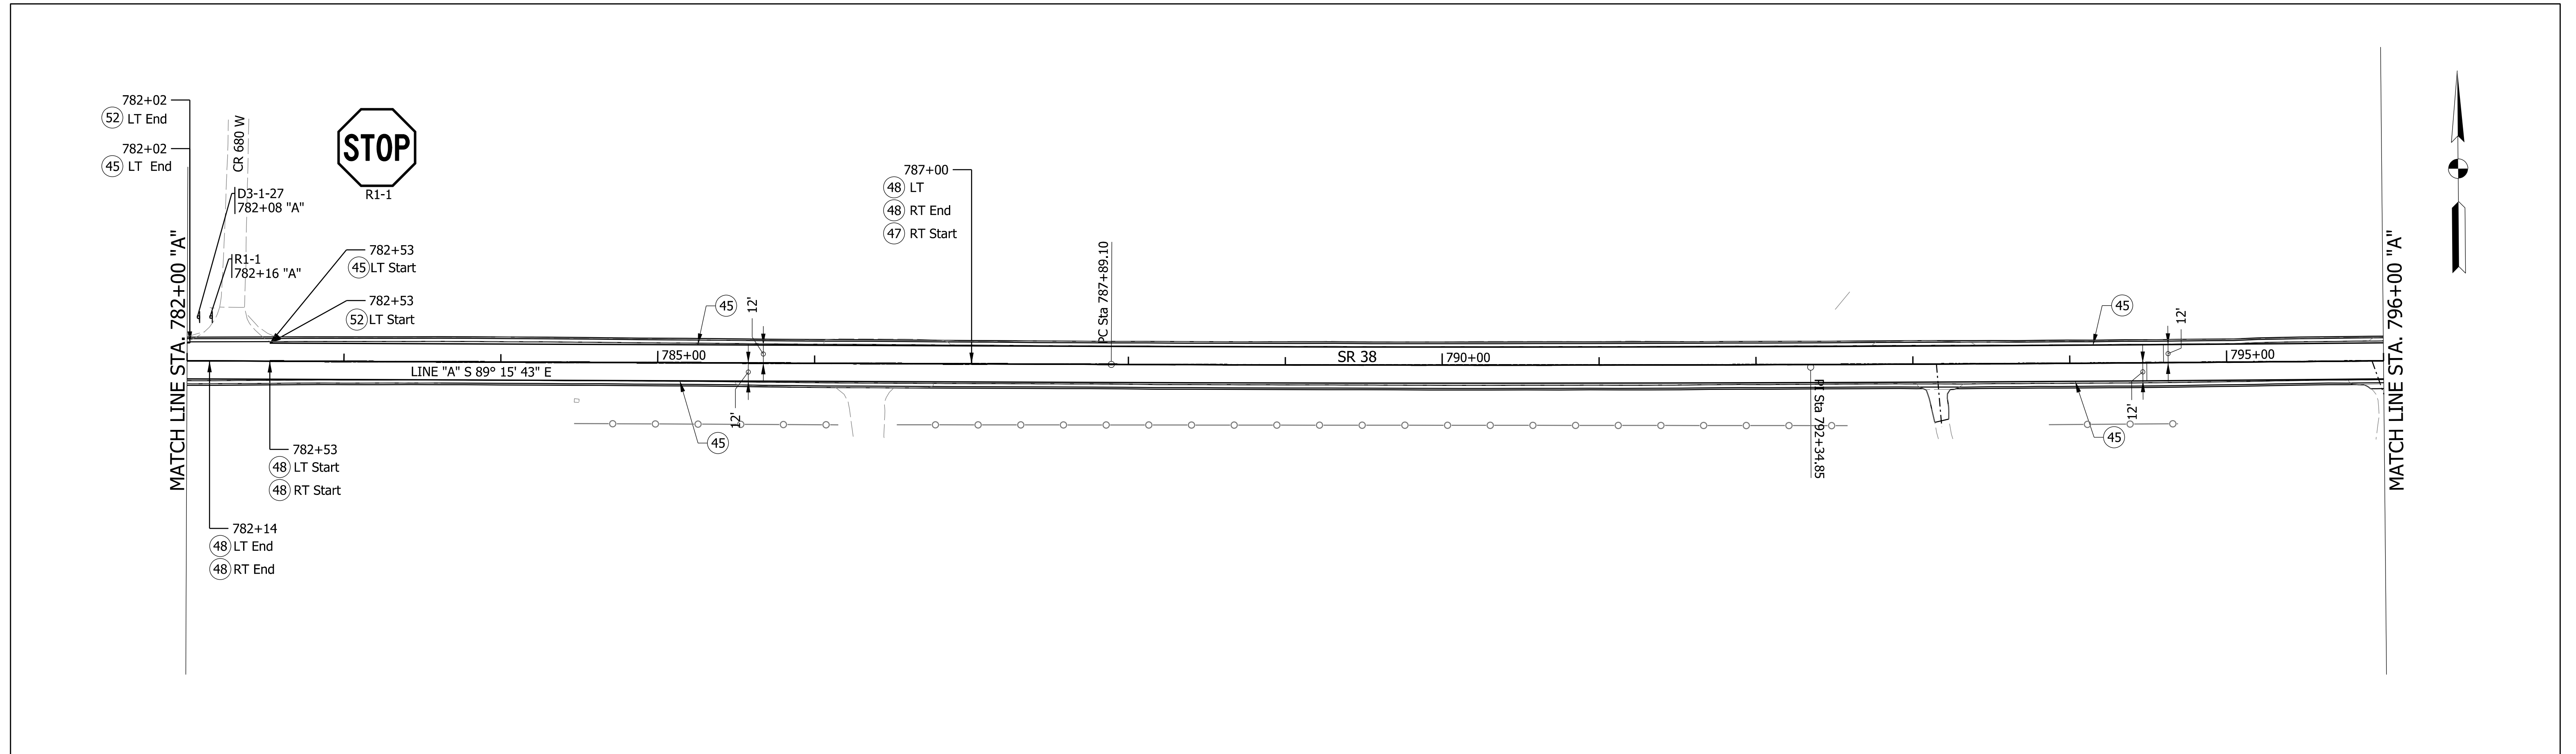 782+02
52 LT End
782+02
45 LT End
CR 680 W
STOP
R1-1
D3-1-27
782+08 "A"
R1-1
782+16 "A"
782+53
45 LT Start
782+53
52 LT Start
MATCH LINE STA. 782+00 "A"
787+00
48 LT
48 RT End
47 RT Start
PC Sta 787+89.10
45
12'
45
12'
785+00
SR 38
790+00
795+00
LINE "A" S 89° 15' 43" E
12'
45
PI Sta 792+34.85
12'
45
782+53
48 LT Start
48 RT Start
782+14
48 LT End
48 RT End
MATCH LINE STA. 796+00 "A"